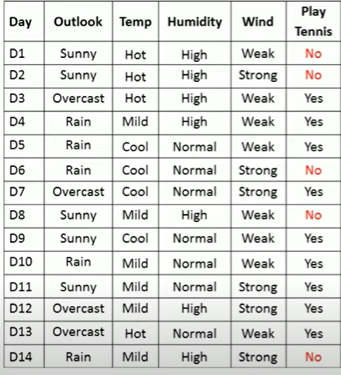 Day Outlook Temp Humidity Wind Play Tennis
D1 Sunny Hot High Weak No
D2 Sunny Hot High Strong No
D3 Overcast Hot High Weak Yes
D4 Rain Mild High Weak Yes
D5 Rain Cool Normal Weak Yes
D6 Rain Cool Normal Strong No
D7 Overcast Cool Normal Strong Yes
D8 Sunny Mild High Weak No
D9 Sunny Cool Normal Weak Yes
D10 Rain Mild Normal Weak Yes
D11 Sunny Mild Normal Strong Yes
D12 Overcast Mild High Strong Yes
D13 Overcast Hot Normal Weak Yes
D14 Rain Mild High Strong No